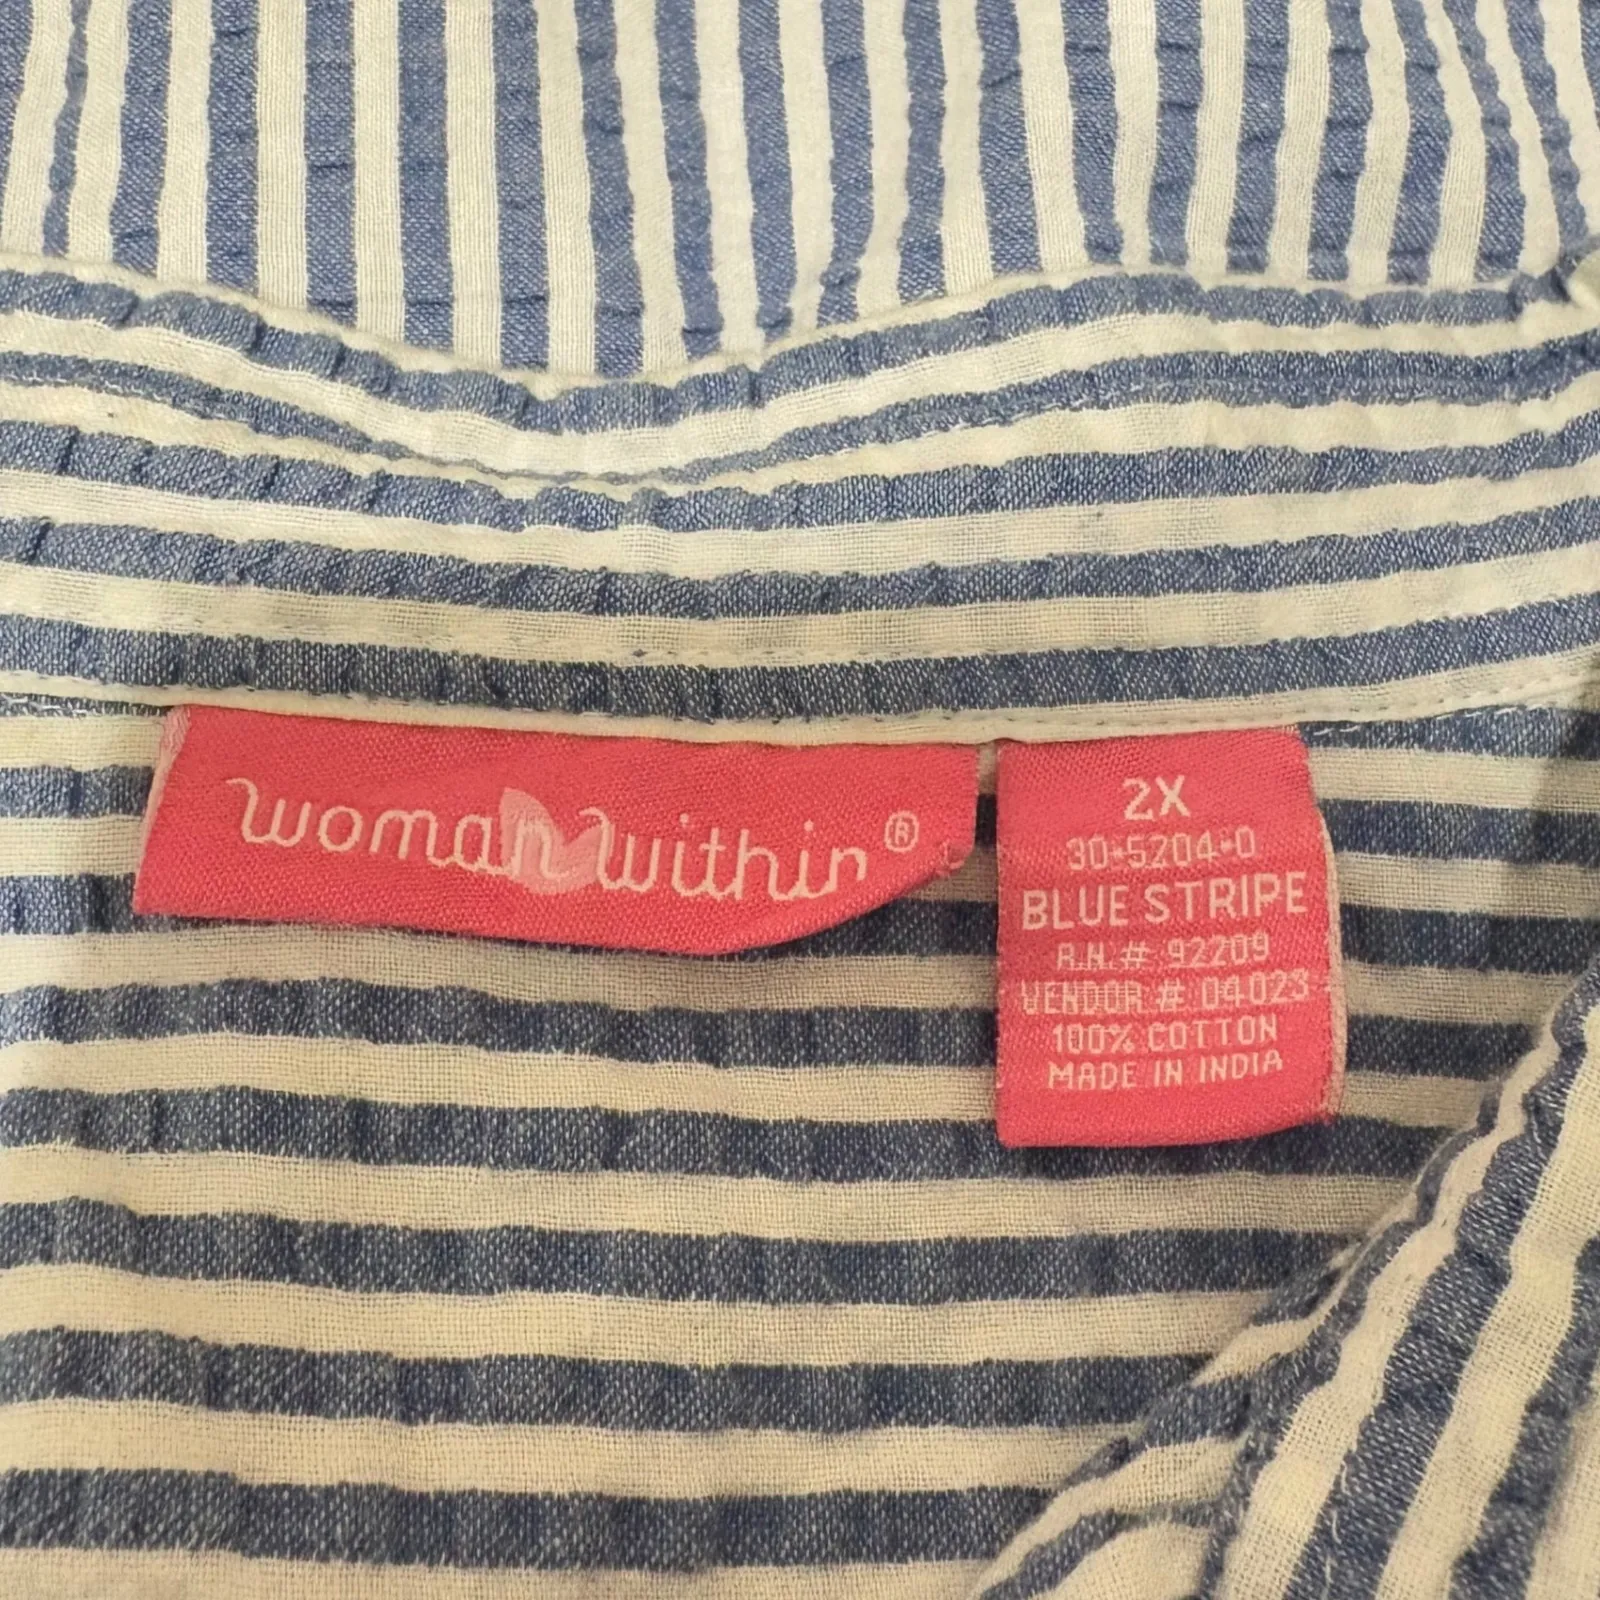 woman within®
2X
30-5204-0
BLUE STRIPE
R.N.# 92209
VENDOR # 04023
100% COTTON
MADE IN INDIA